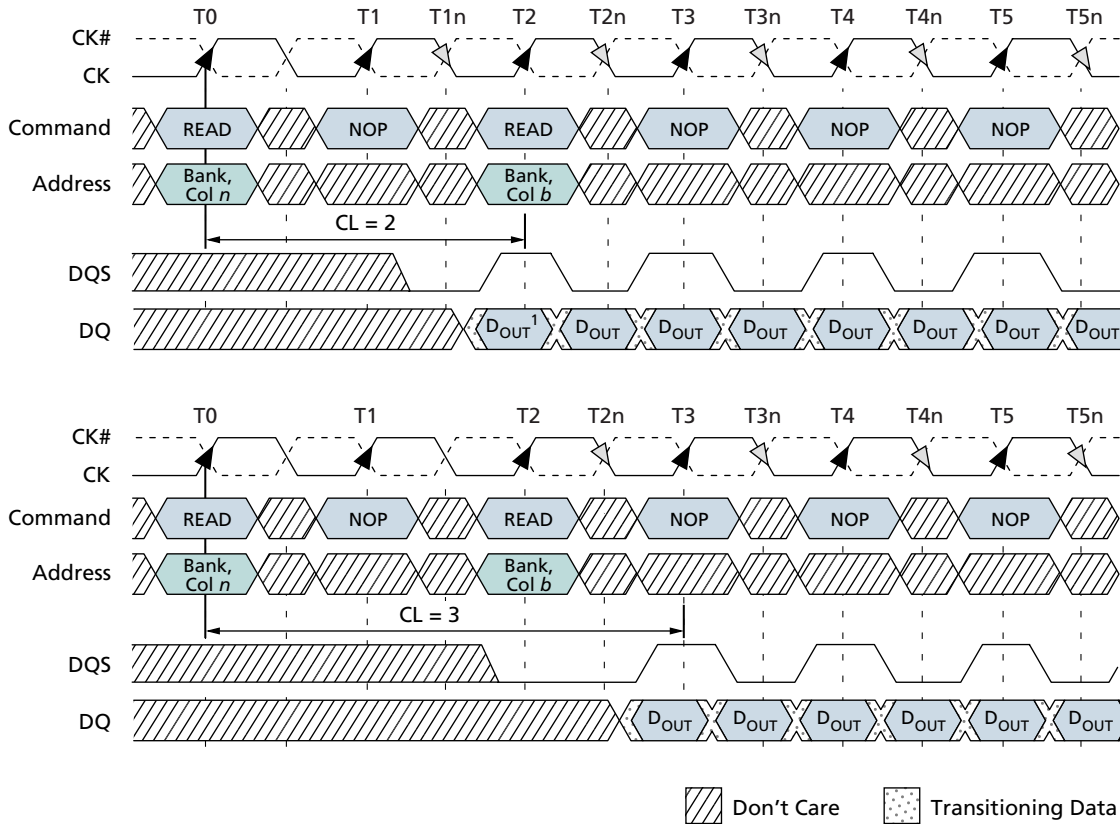 T0 T1 T1n T2 T2n T3 T3n T4 T4n T5 T5n
CK#
CK
Command READ NOP READ NOP NOP NOP
Address Bank, Col n Bank, Col b
CL = 2
DQS
DQ DOUT1 DOUT DOUT DOUT DOUT DOUT DOUT DOUT
T0 T1 T2 T2n T3 T3n T4 T4n T5 T5n
CK#
CK
Command READ NOP READ NOP NOP NOP
Address Bank, Col n Bank, Col b
CL = 3
DQS
DQ DOUT DOUT DOUT DOUT DOUT DOUT
Don't Care Transitioning Data